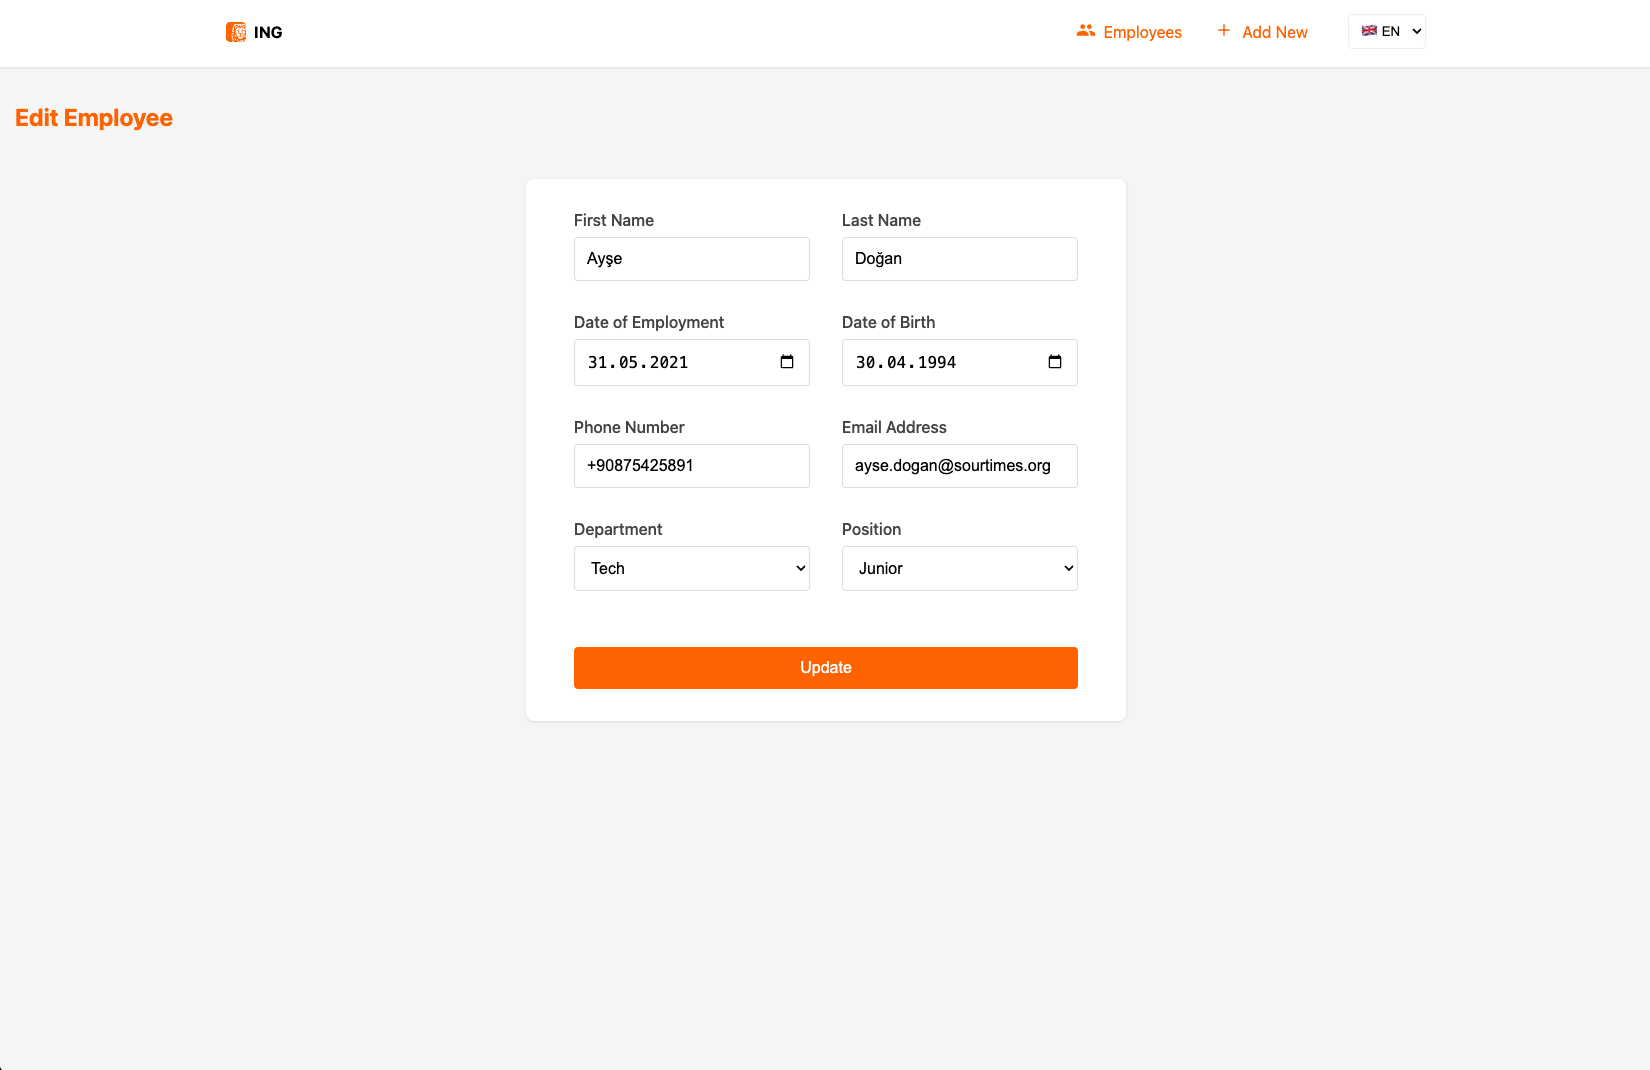 ING
Employees
Add New
EN
Edit Employee
First Name
Last Name
Ayşe
Doğan
Date of Employment
Date of Birth
31.05.2021
30.04.1994
Phone Number
Email Address
+90875425891
ayse.dogan@sourtimes.org
Department
Position
Tech
Junior
Update